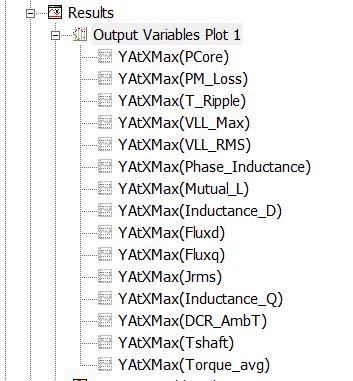 Results
Output Variables Plot 1
YAtXMax(PCore)
YAtXMax(PM_Loss)
YAtXMax(T_Ripple)
YAtXMax(VLL_Max)
YAtXMax(VLL_RMS)
YAtXMax(Phase_Inductance)
YAtXMax(Mutual_L)
YAtXMax(Inductance_D)
YAtXMax(Fluxd)
YAtXMax(Fluxq)
YAtXMax(Jrms)
YAtXMax(Inductance_Q)
YAtXMax(DCR_AmbT)
YAtXMax(Tshaft)
YAtXMax(Torque_avg)